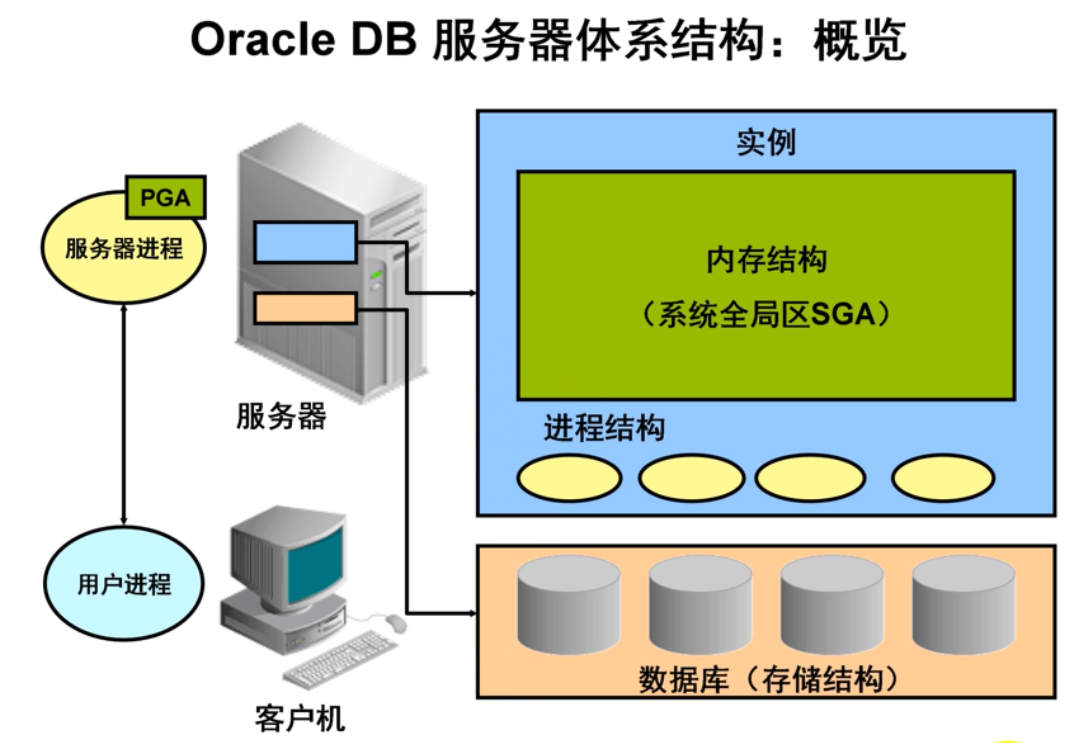 Oracle DB 服务器体系结构：概览
实例
PGA
服务器进程
内存结构
（系统全局区SGA）
服务器
进程结构
用户进程
数据库（存储结构）
客户机